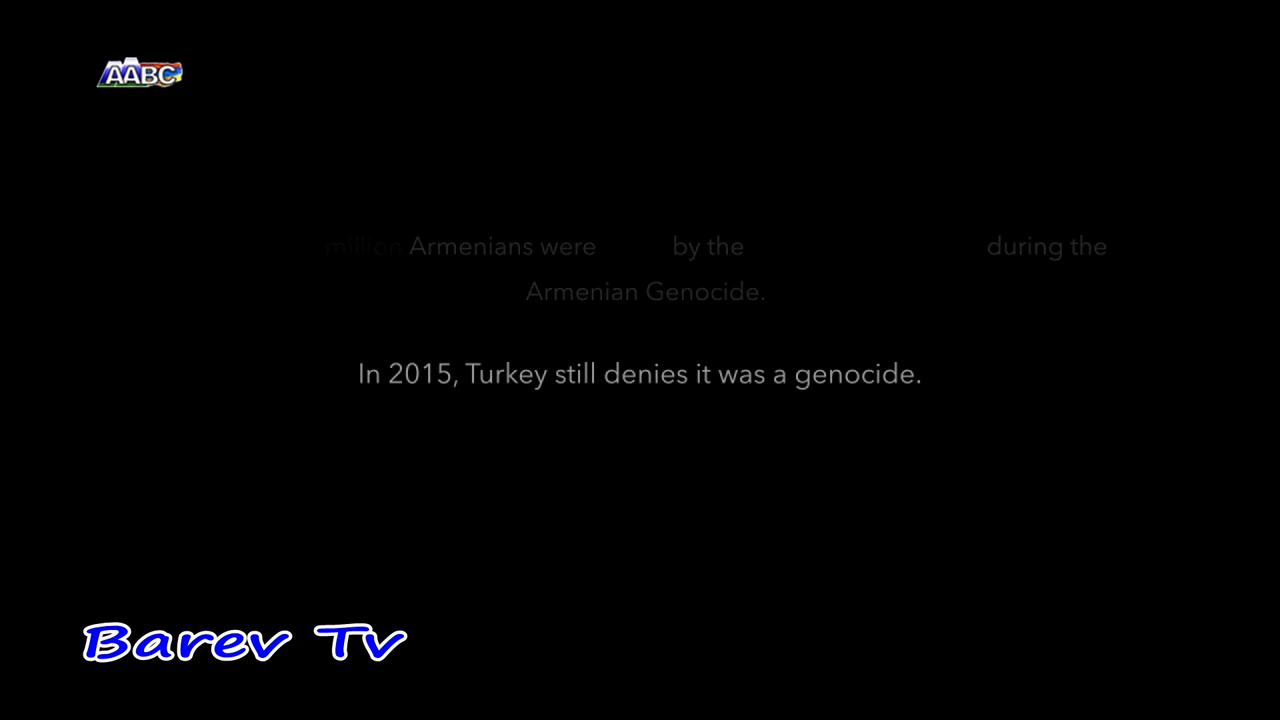 AABC
million Armenians were by the during the
Armenian Genocide.
In 2015, Turkey still denies it was a genocide.
Barev Tv